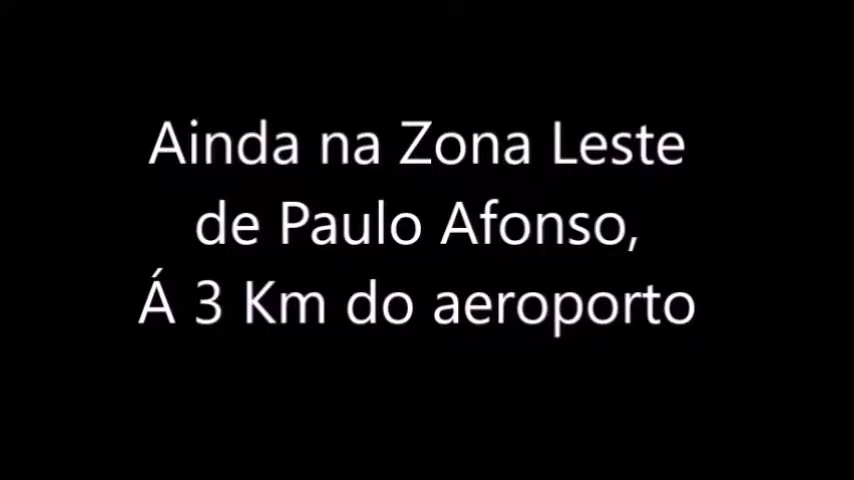 Ainda na Zona Leste
de Paulo Afonso,
Á 3 Km do aeroporto